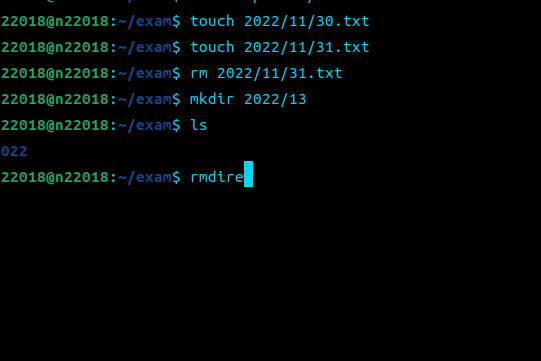 22018@n22018:~/exam$ touch 2022/11/30.txt
22018@n22018:~/exam$ touch 2022/11/31.txt
22018@n22018:~/exam$ rm 2022/11/31.txt
22018@n22018:~/exam$ mkdir 2022/13
22018@n22018:~/exam$ ls
022
22018@n22018:~/exam$ rmdire